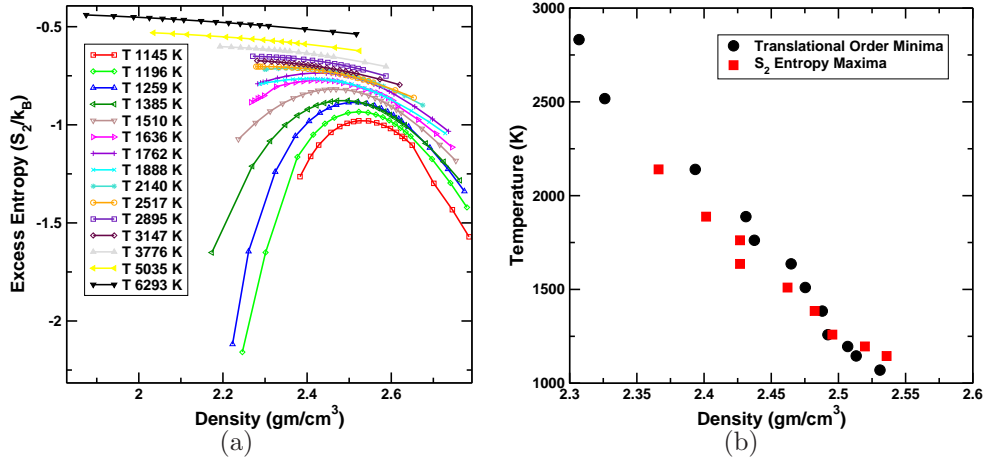 -0.5
-1
-1.5
-2
Excess Entropy (S2/kB)
T 1145 K
T 1196 K
T 1259 K
T 1385 K
T 1510 K
T 1636 K
T 1762 K
T 1888 K
T 2140 K
T 2517 K
T 2895 K
T 3147 K
T 3776 K
T 5035 K
T 6293 K
2 2.2 2.4 2.6
Density (gm/cm³)
(a)
3000
2500
2000
1500
1000
Temperature (K)
Translational Order Minima
S2 Entropy Maxima
2.3 2.35 2.4 2.45 2.5 2.55 2.6
Density (gm/cm³)
(b)